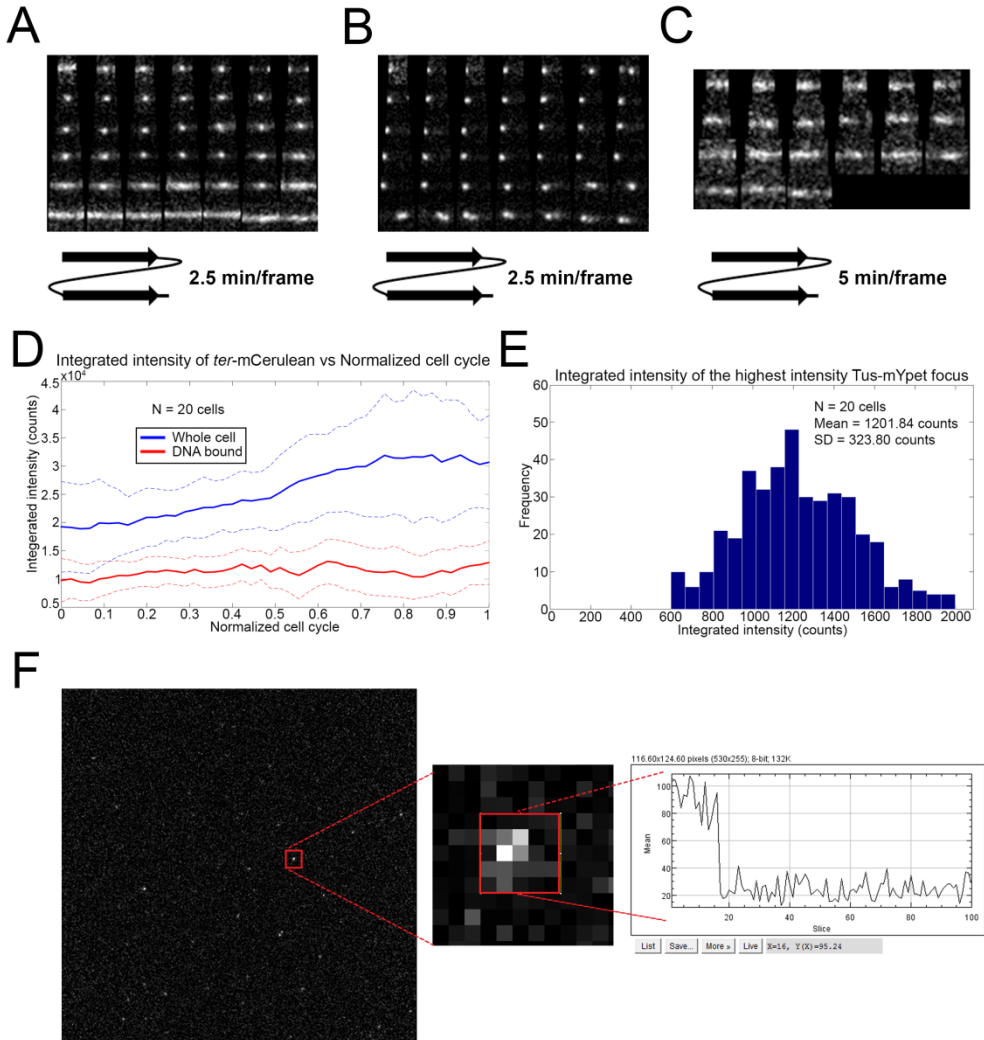 A
B
C
2.5 min/frame
2.5 min/frame
5 min/frame
D
Integrated intensity of ter-mCerulean vs Normalized cell cycle
x10⁴
4.5
4
3.5
3
2.5
2
1.5
1
0.5
Integerated intensity (counts)
N = 20 cells
Whole cell
DNA bound
0 0.1 0.2 0.3 0.4 0.5 0.6 0.7 0.8 0.9 1
Normalized cell cycle
E
Integrated intensity of the highest intensity Tus-mYpet focus
60
50
40
30
20
10
0
Frequency
N = 20 cells
Mean = 1201.84 counts
SD = 323.80 counts
0 200 400 600 800 1000 1200 1400 1600 1800 2000
Integrated intensity (counts)
F
116.60x124.60 pixels (530x255); 8-bit; 132K
100
80
60
40
20
Mean
20 40 60 80 100
Slice
List Save... More » Live X=16, Y(X)=95.24